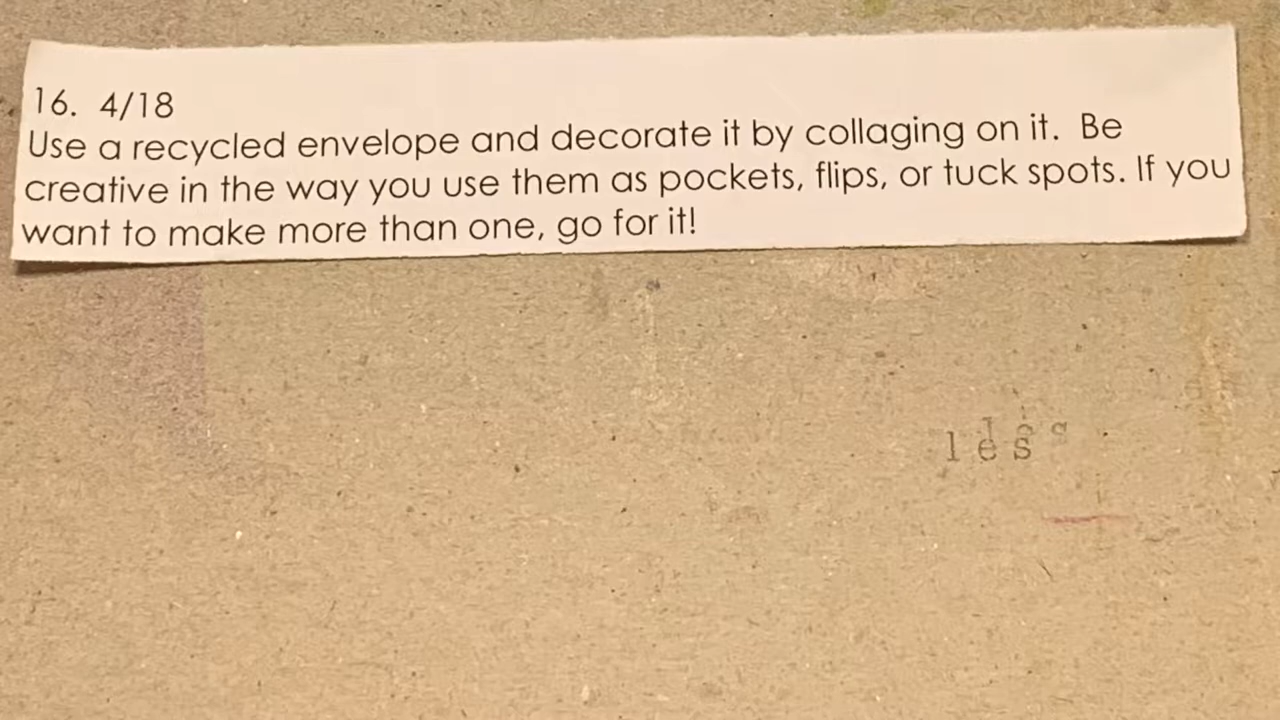 16. 4/18
Use a recycled envelope and decorate it by collaging on it. Be
creative in the way you use them as pockets, flips, or tuck spots. If you
want to make more than one, go for it!